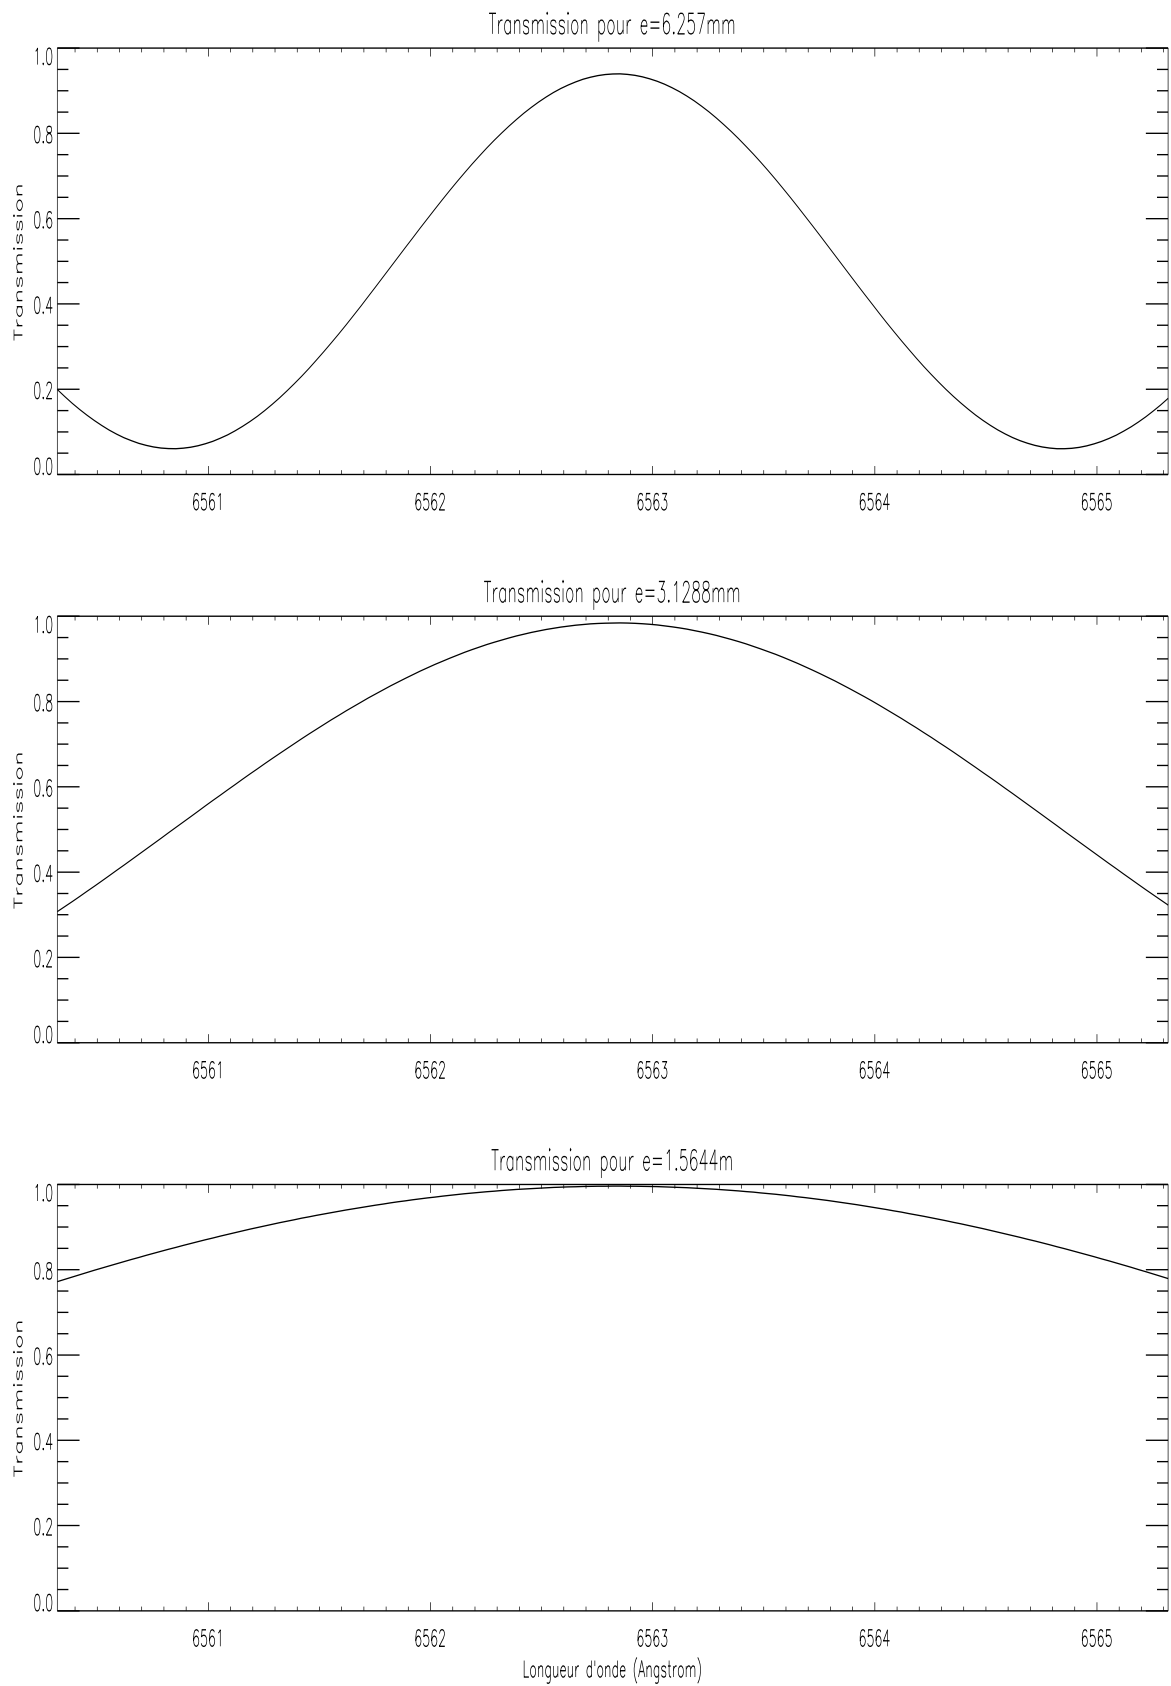 Transmission pour e=6.257mm
1.0
0.8
0.6
0.4
0.2
0.0
Transmission
6561 6562 6563 6564 6565
Transmission pour e=3.1288mm
1.0
0.8
0.6
0.4
0.2
0.0
Transmission
6561 6562 6563 6564 6565
Transmission pour e=1.5644m
1.0
0.8
0.6
0.4
0.2
0.0
Transmission
6561 6562 6563 6564 6565
Longueur d'onde (Angstrom)